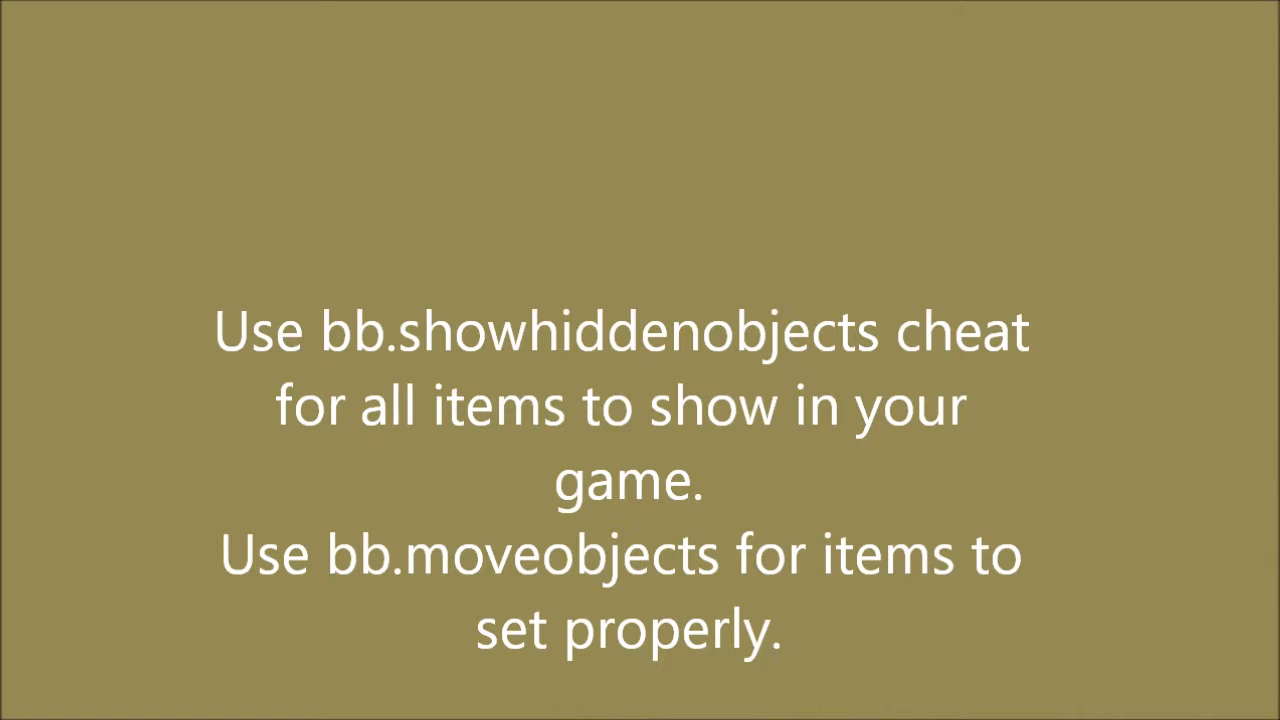 Use bb.showhiddenobjects cheat
for all items to show in your
game.
Use bb.moveobjects for items to
set properly.